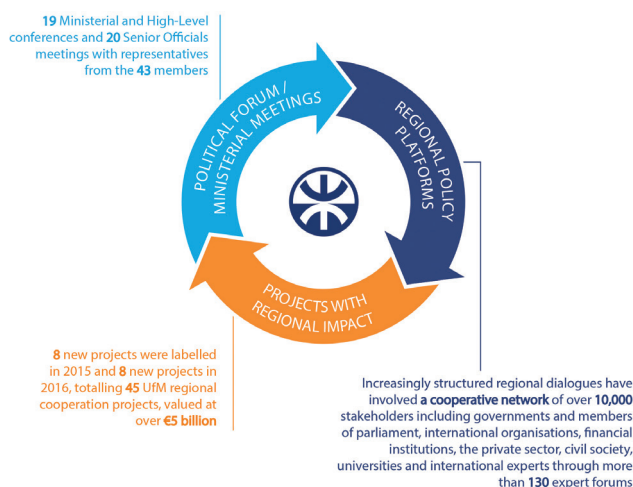 19 Ministerial and High-Level
conferences and 20 Senior Officials
meetings with representatives
from the 43 members
POLITICAL FORUM /
MINISTERIAL MEETINGS
REGIONAL POLICY
PLATFORMS
PROJECTS WITH
REGIONAL IMPACT
8 new projects were labelled
in 2015 and 8 new projects in
2016, totalling 45 UfM regional
cooperation projects, valued at
over €5 billion
Increasingly structured regional dialogues have
involved a cooperative network of over 10,000
stakeholders including governments and members
of parliament, international organisations, financial
institutions, the private sector, civil society,
universities and international experts through more
than 130 expert forums